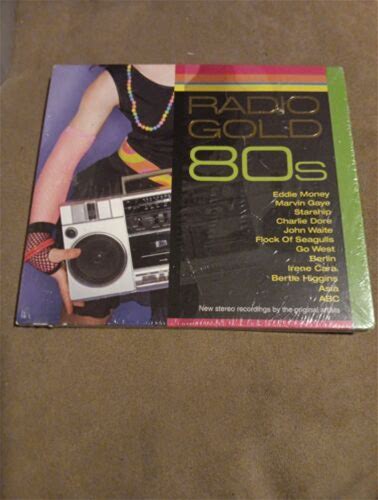 RADIO
GOLD
80s
Eddie Money
Marvin Gaye
Starship
Charlie Dore
John Waite
Flock Of Seagulls
Go West
Berlin
Irene Cara
Bertie Higgins
Asia
ABC
New stereo recordings by the original artists